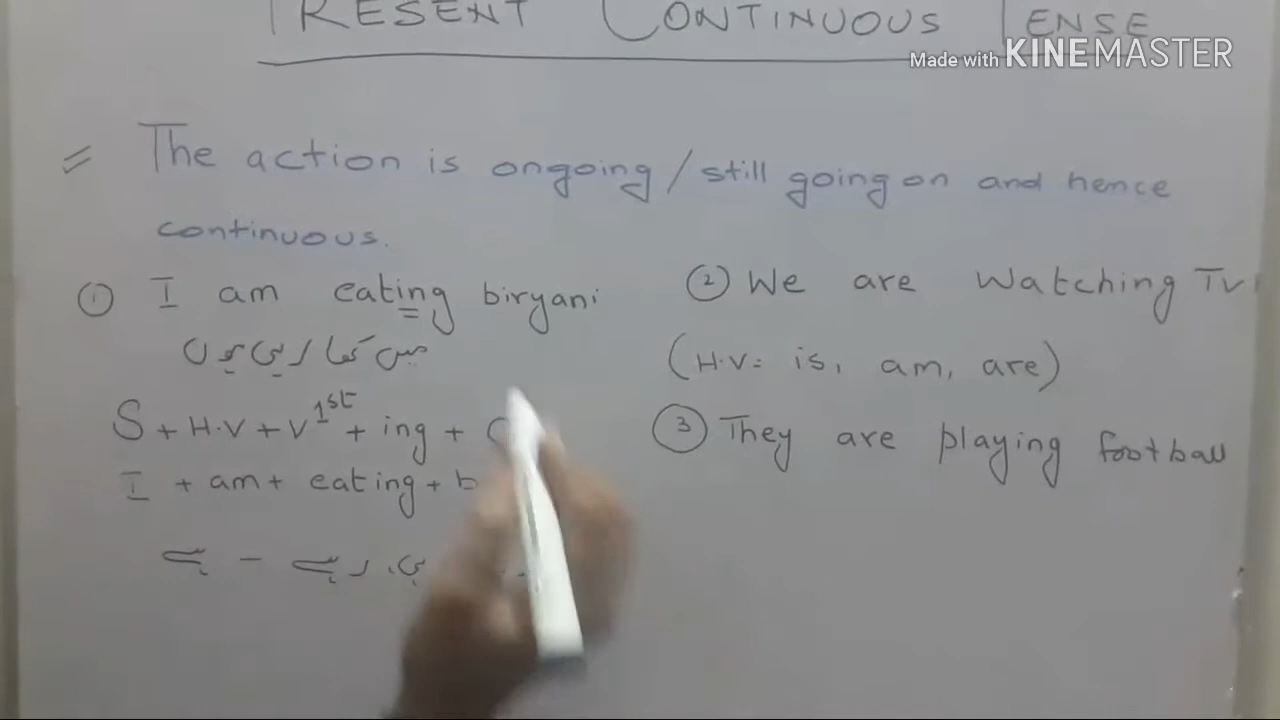 PRESENT CONTINUOUS TENSE
Made with KINEMASTER
= The action is ongoing / still going on and hence
continuous.
① I am eating biryani
میں کھا رہی ہوں
S + H.V + V 1st + ing +
I + am + eating +
② We are watching TV
(H.V = is, am, are)
③ They are playing football